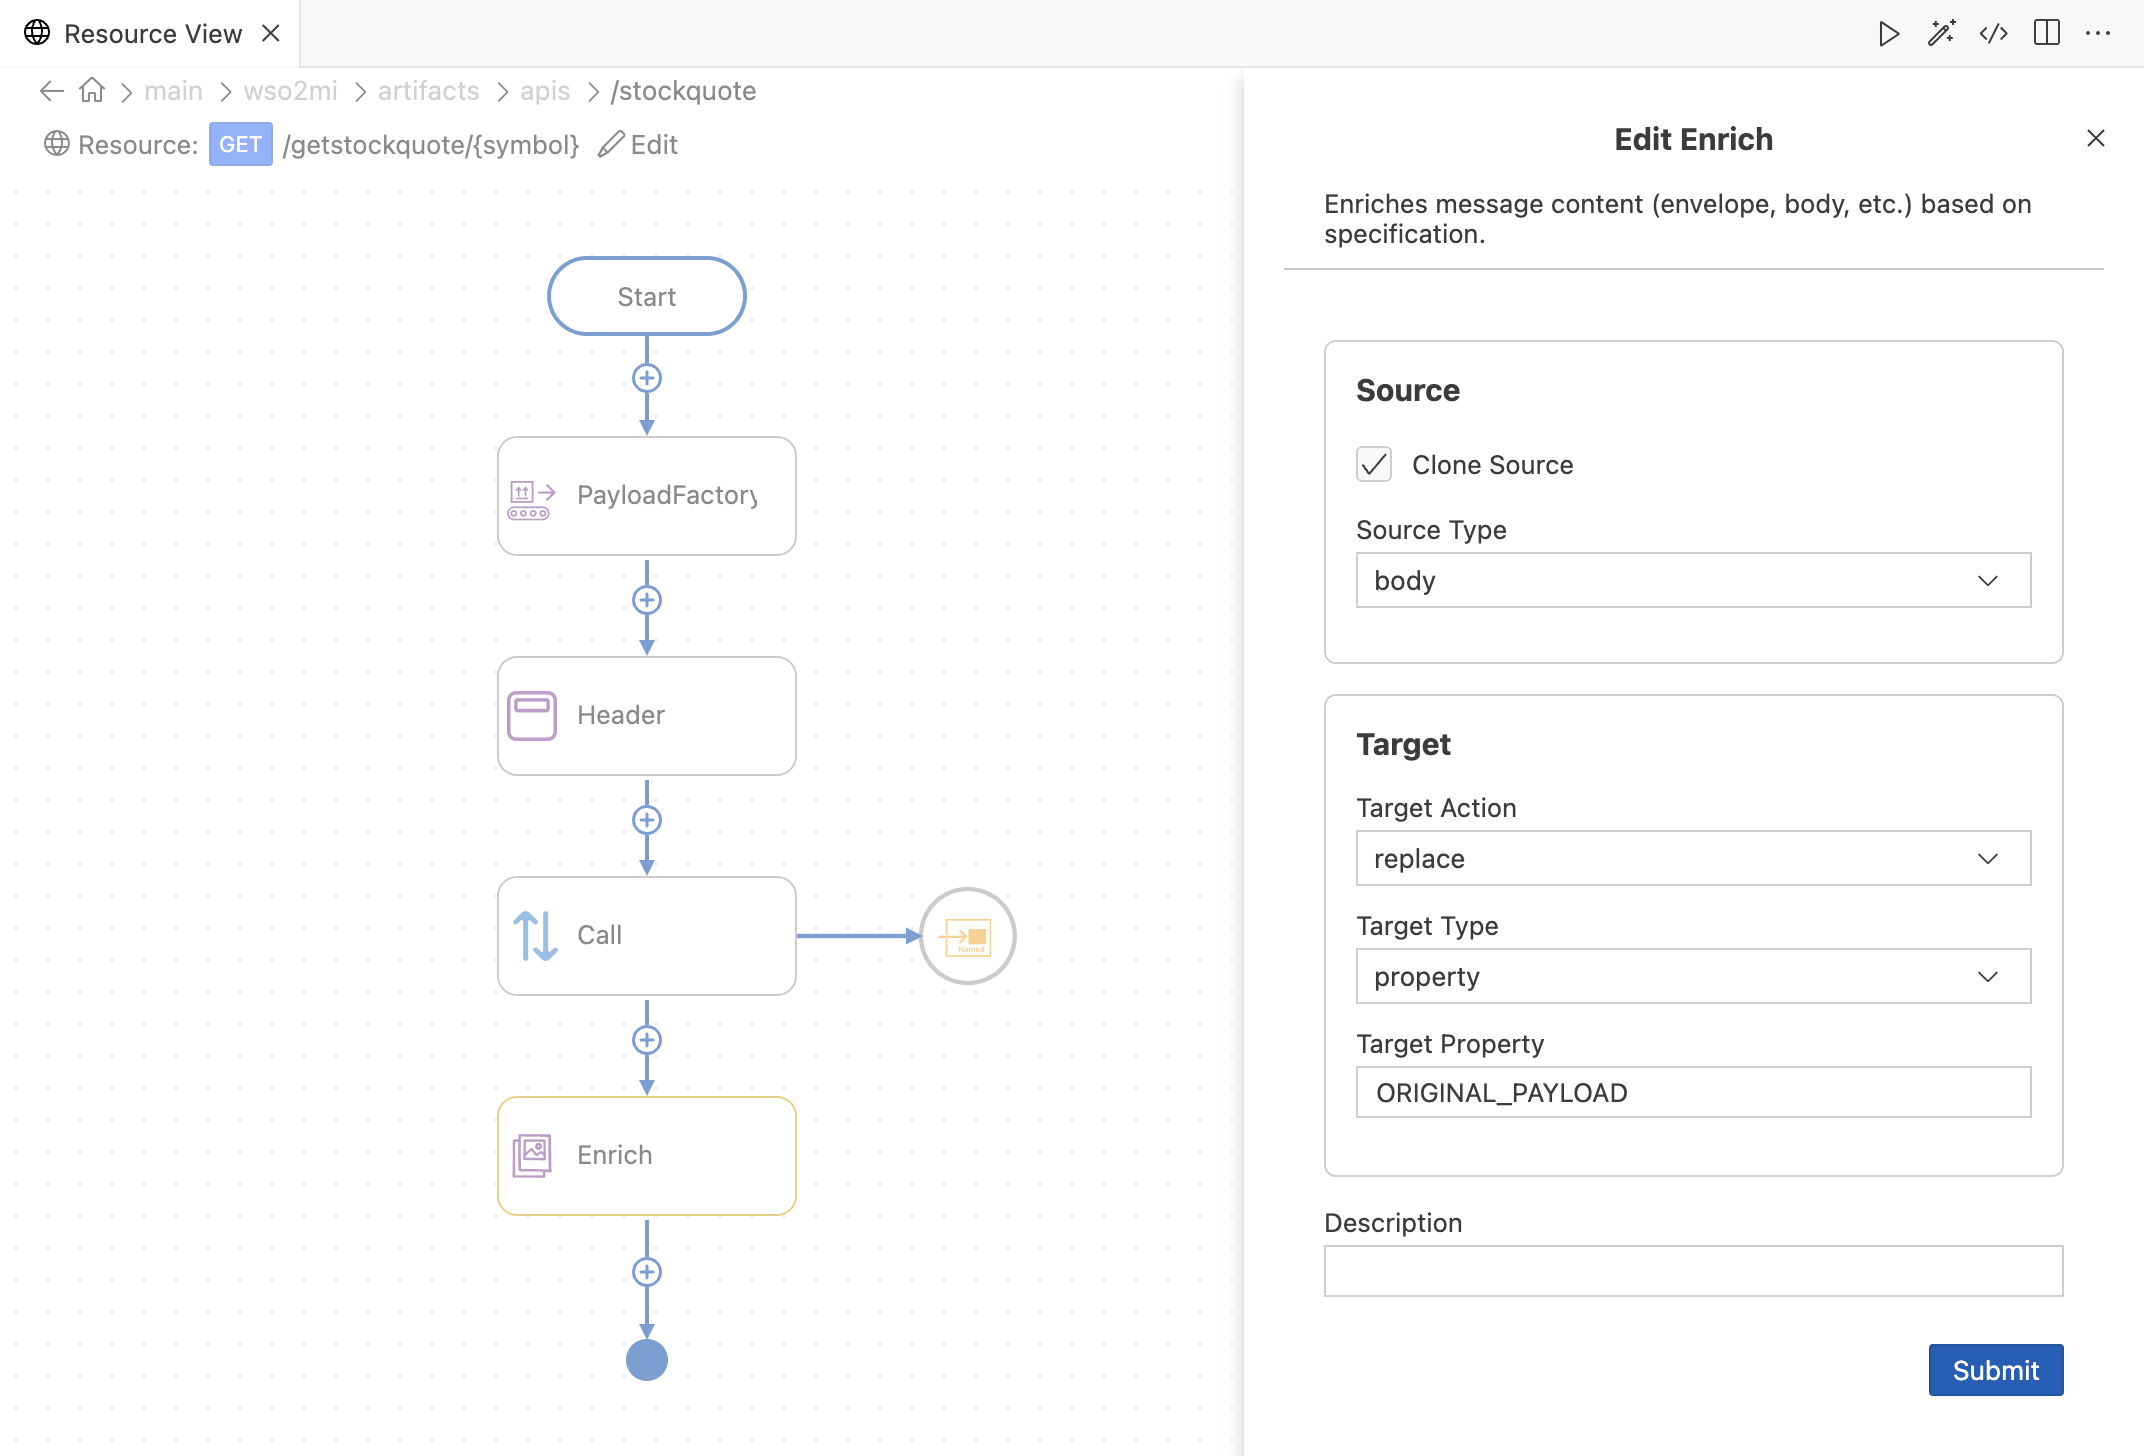 Resource View
main wso2mi artifacts apis /stockquote
Resource: GET /getstockquote/{symbol} Edit
Start
PayloadFactory
Header
Call
Named
Enrich
Edit Enrich
Enriches message content (envelope, body, etc.) based on
specification.
Source
Clone Source
Source Type
body
Target
Target Action
replace
Target Type
property
Target Property
ORIGINAL_PAYLOAD
Description
Submit